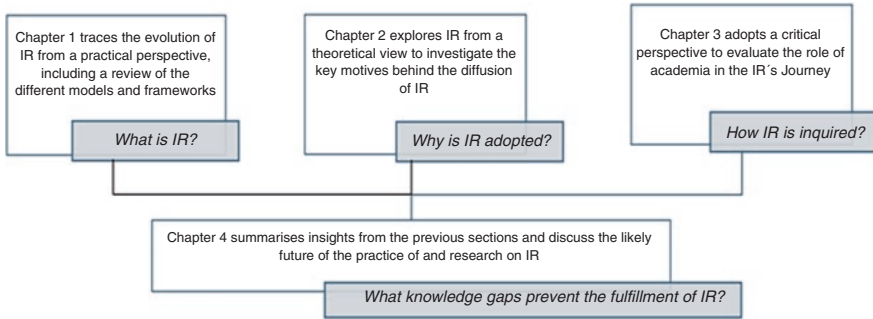 Chapter 1 traces the evolution of
IR from a practical perspective,
including a review of the
different models and frameworks
What is IR?
Chapter 2 explores IR from a
theoretical view to investigate the
key motives behind the diffusion
of IR
Why is IR adopted?
Chapter 3 adopts a critical
perspective to evaluate the role of
academia in the IR´s Journey
How IR is inquired?
Chapter 4 summarises insights from the previous sections and discuss the likely
future of the practice of and research on IR
What knowledge gaps prevent the fulfillment of IR?